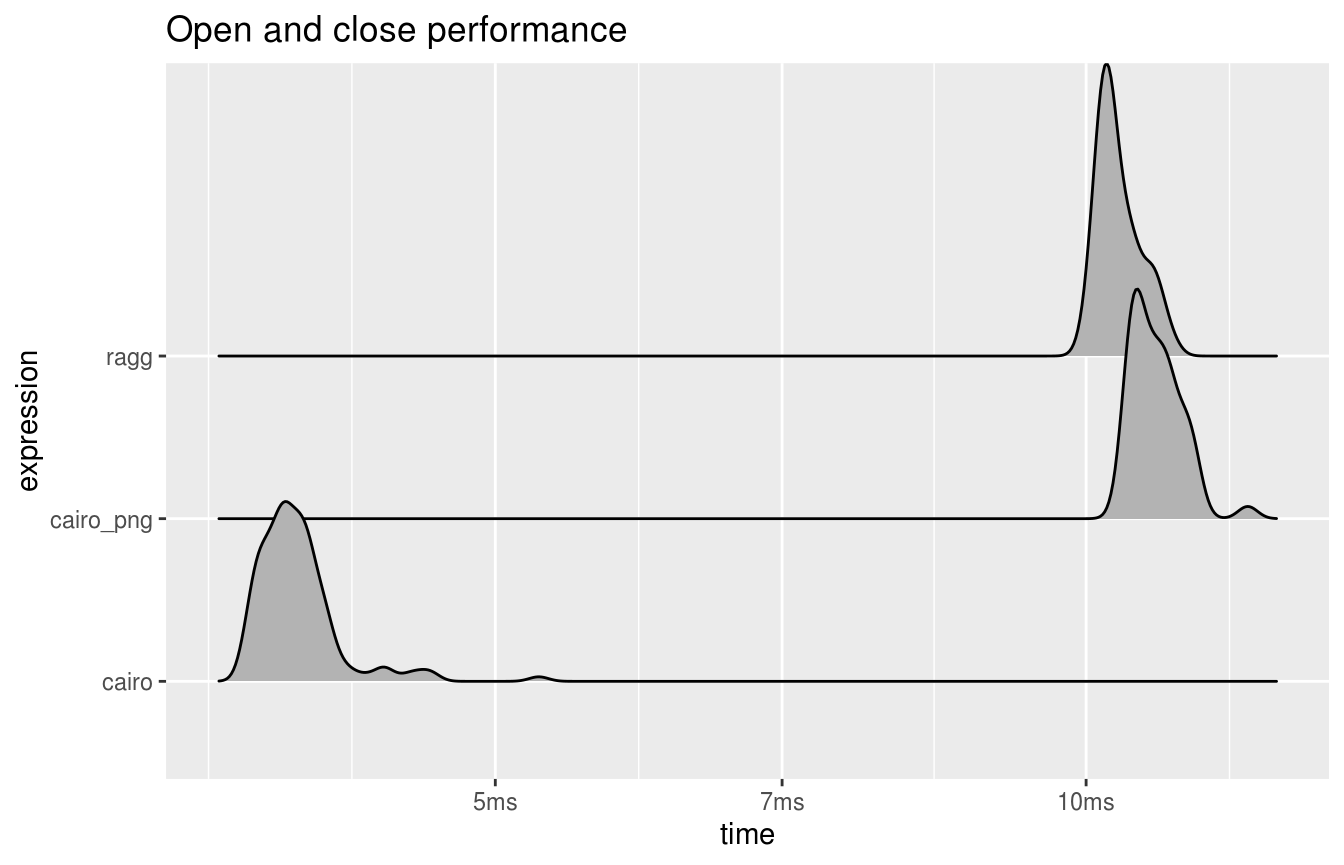 Open and close performance
ragg
cairo_png
cairo
expression
5ms
7ms
10ms
time